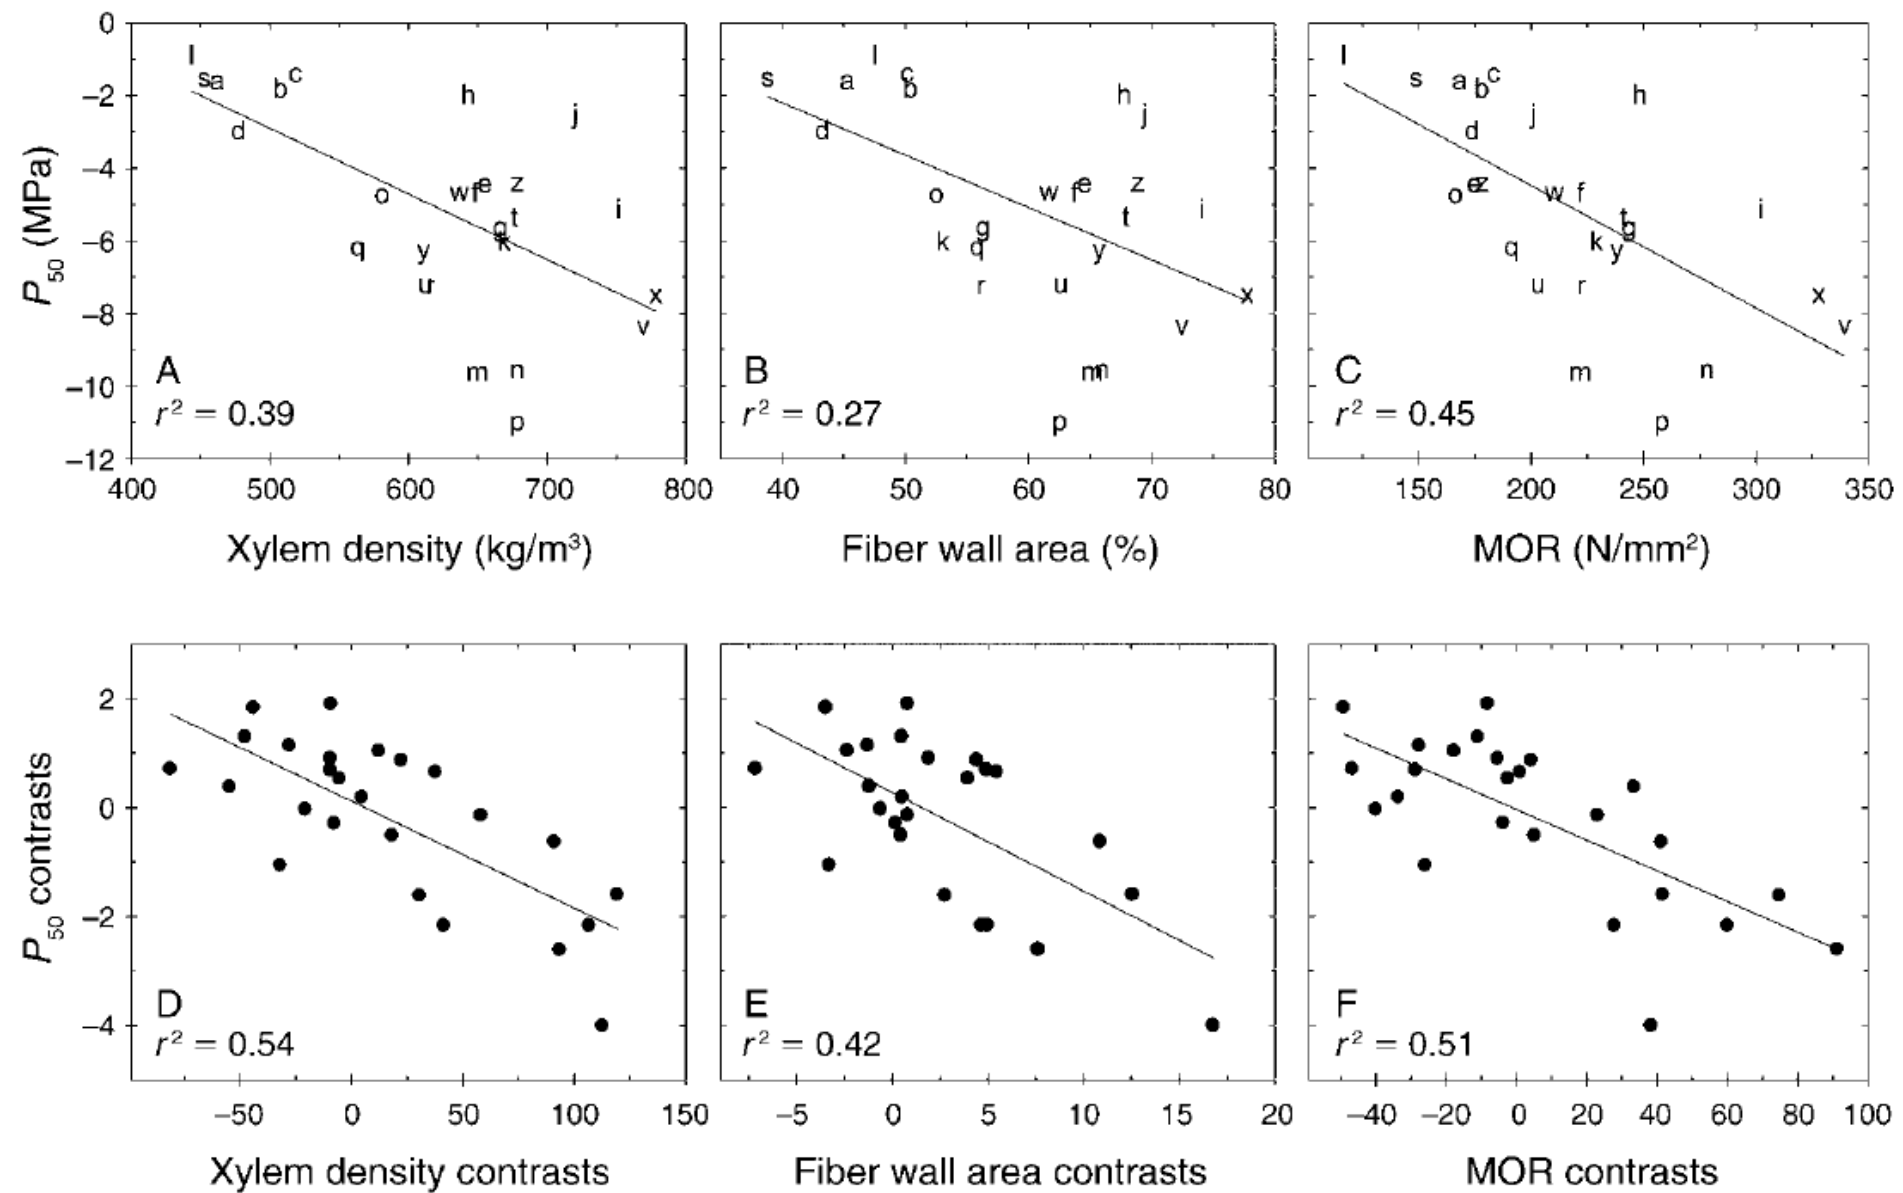 0
−2
−4
−6
−8
−10
−12
P50 (MPa)
l
s a
b c
d
h
j
o
w f e z
i
g t
k
q y
u r
x
v
m n
p
A
r² = 0.39
400 500 600 700 800
Xylem density (kg/m³)
l
s a
c
b
d
h
j
o
w f e z
i
g t
k q
y
r u
x
v
m n
p
B
r² = 0.27
40 50 60 70 80
Fiber wall area (%)
l
s a b c
h
j
d
o e z w f
i
t
g
q k y
u r
x
v
m n
p
C
r² = 0.45
150 200 250 300 350
MOR (N/mm²)
2
0
−2
−4
P50 contrasts
D
r² = 0.54
−50 0 50 100 150
Xylem density contrasts
E
r² = 0.42
−5 0 5 10 15 20
Fiber wall area contrasts
F
r² = 0.51
−40 −20 0 20 40 60 80 100
MOR contrasts